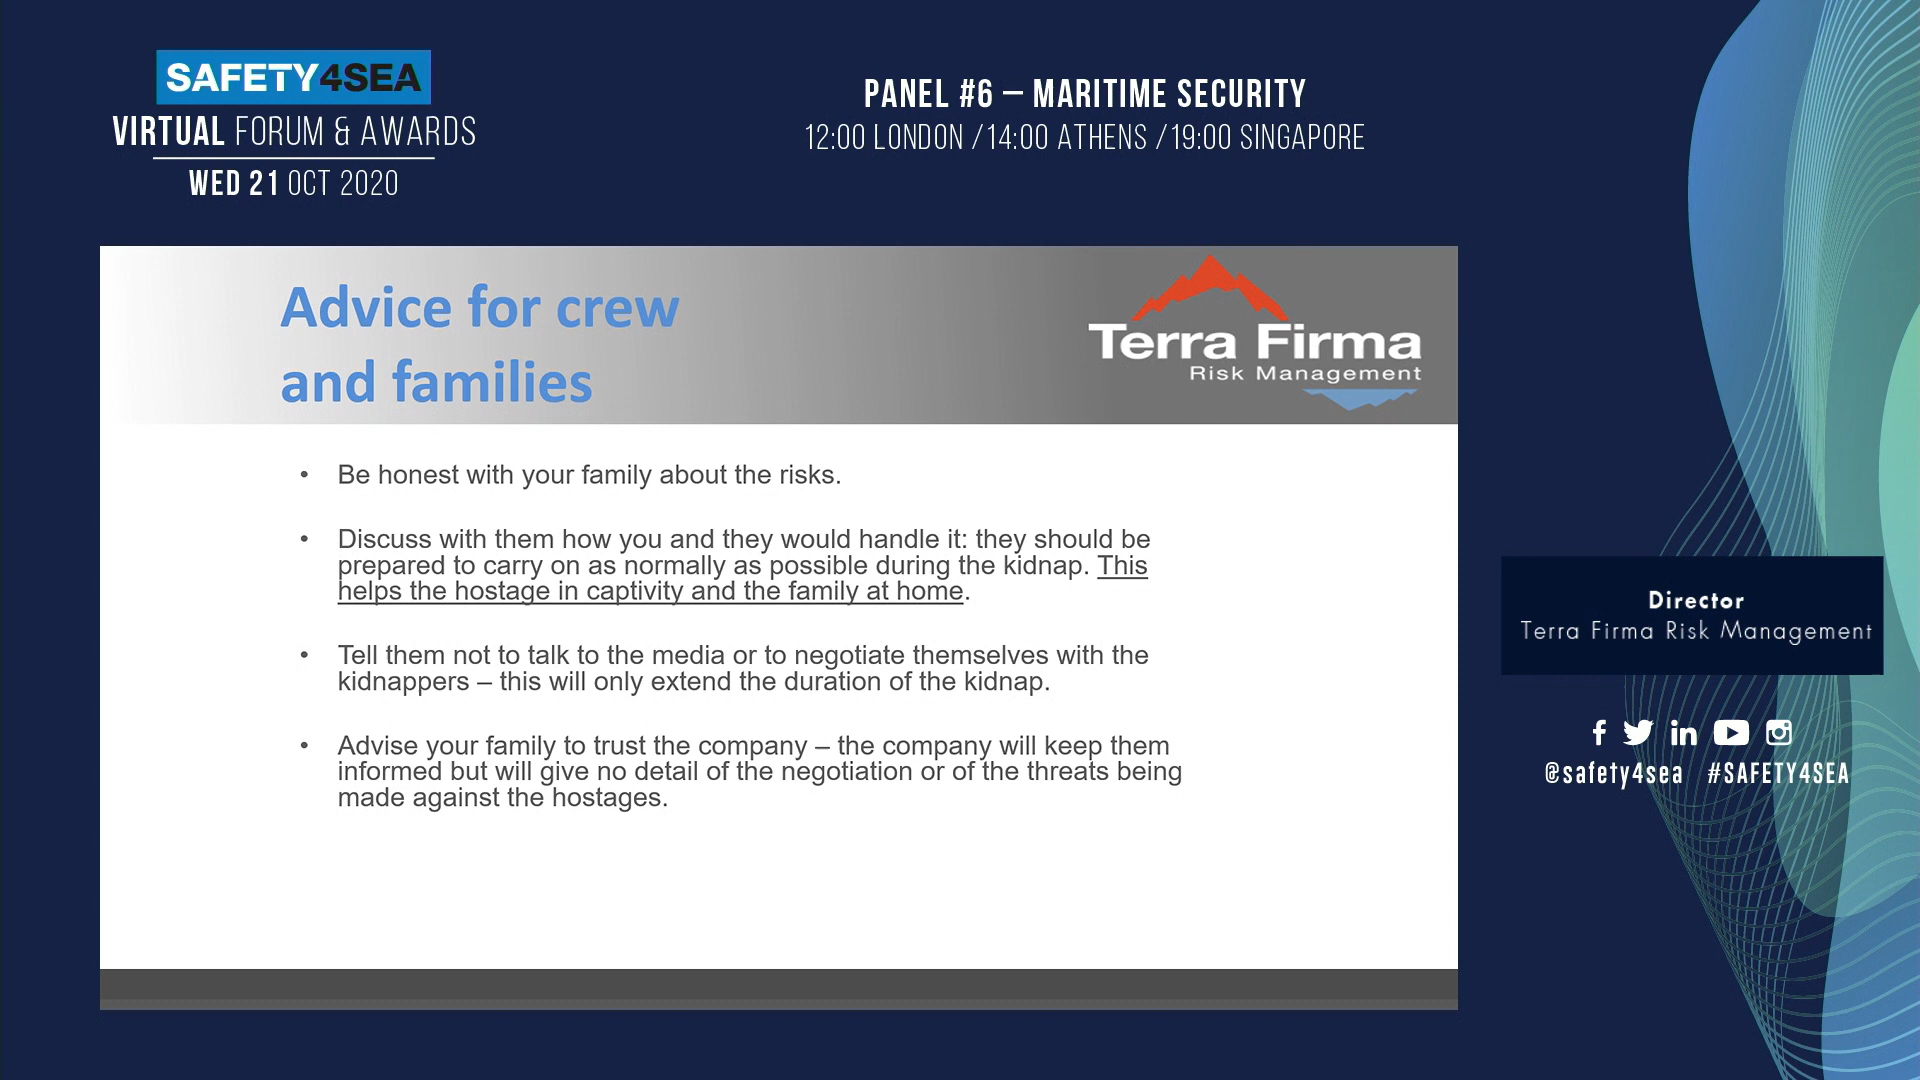 SAFETY4SEA
VIRTUAL FORUM & AWARDS
WED 21 OCT 2020
PANEL #6 – MARITIME SECURITY
12:00 LONDON /14:00 ATHENS /19:00 SINGAPORE
Advice for crew
and families
Terra Firma
Risk Management
• Be honest with your family about the risks.
• Discuss with them how you and they would handle it: they should be
prepared to carry on as normally as possible during the kidnap. This
helps the hostage in captivity and the family at home.
• Tell them not to talk to the media or to negotiate themselves with the
kidnappers – this will only extend the duration of the kidnap.
• Advise your family to trust the company – the company will keep them
informed but will give no detail of the negotiation or of the threats being
made against the hostages.
Director
Terra Firma Risk Management
@safety4sea #SAFETY4SEA